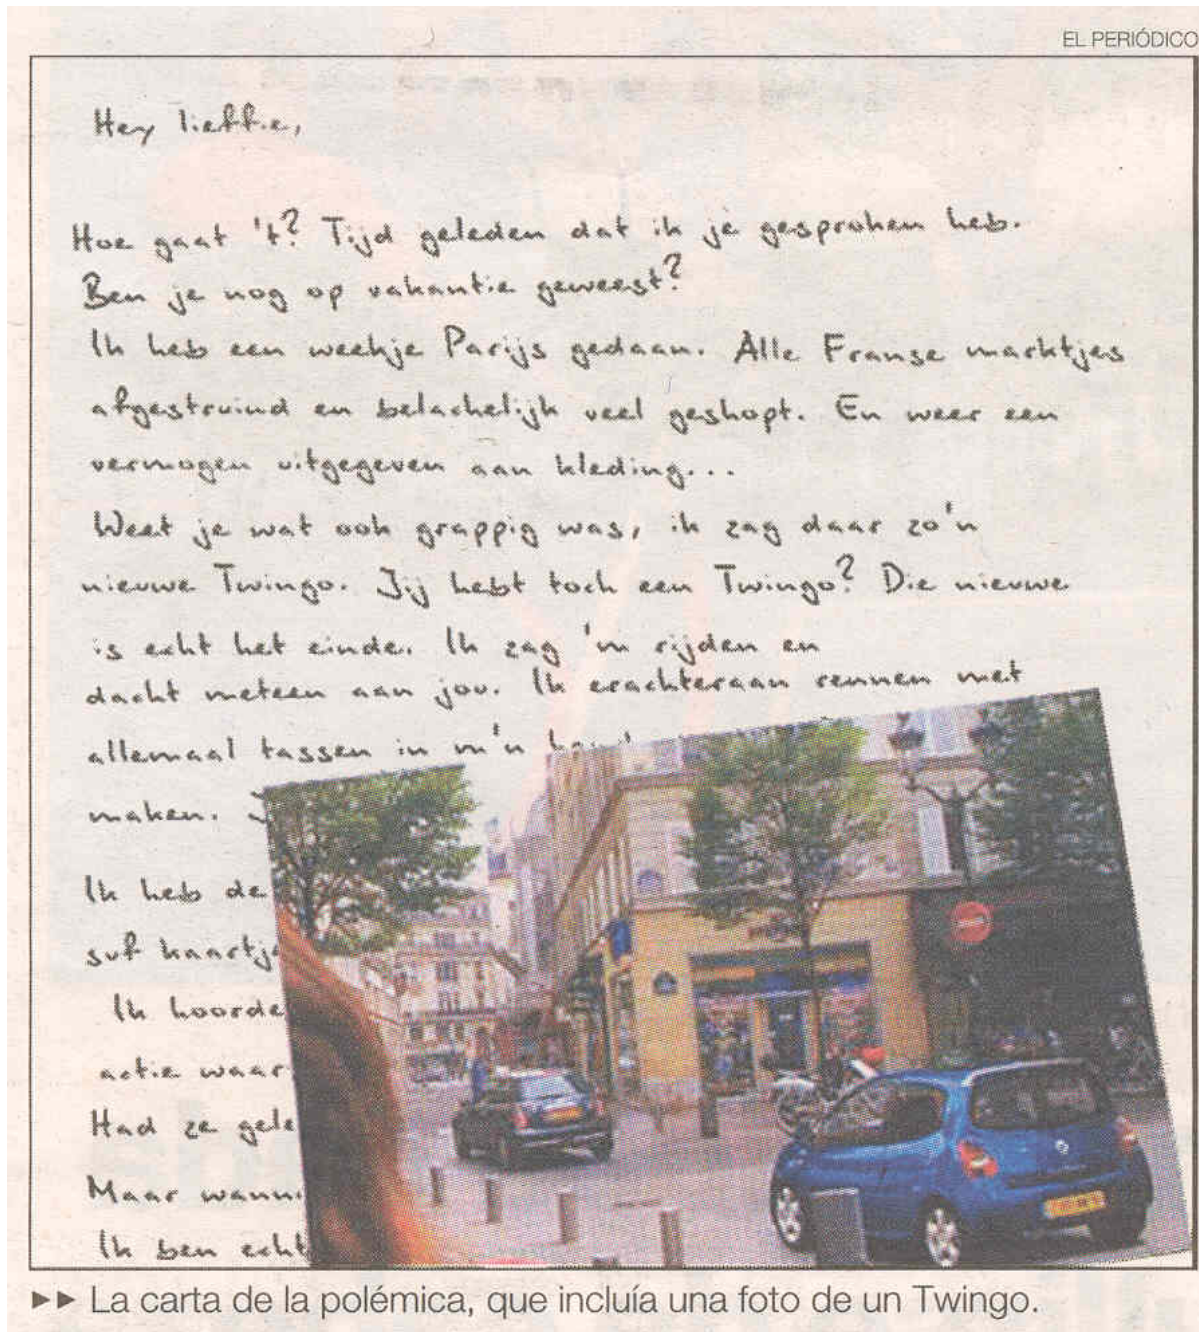 EL PERIÓDICO
Hey lieffie,
Hoe gaat 't? Tijd geleden dat ik je gesproken heb.
Ben je nog op vakantie geweest?
Ik heb een weekje Parijs gedaan. Alle Franse marktjes
afgestruind en belachelijk veel geshopt. En weer een
vermogen uitgegeven aan kleding...
Weet je wat ook grappig was, ik zag daar zo'n
nieuwe Twingo. Jij hebt toch een Twingo? Die nieuwe
is echt het einde. Ik zag 'm rijden en
dacht meteen aan jou. Ik erachteraan rennen met
allemaal tassen in m'n
maken.
Ik heb de
suf kaartje
Ik hoorde
actie waar
Had ze gele
Maar wann
Ik ben echt
►► La carta de la polémica, que incluía una foto de un Twingo.